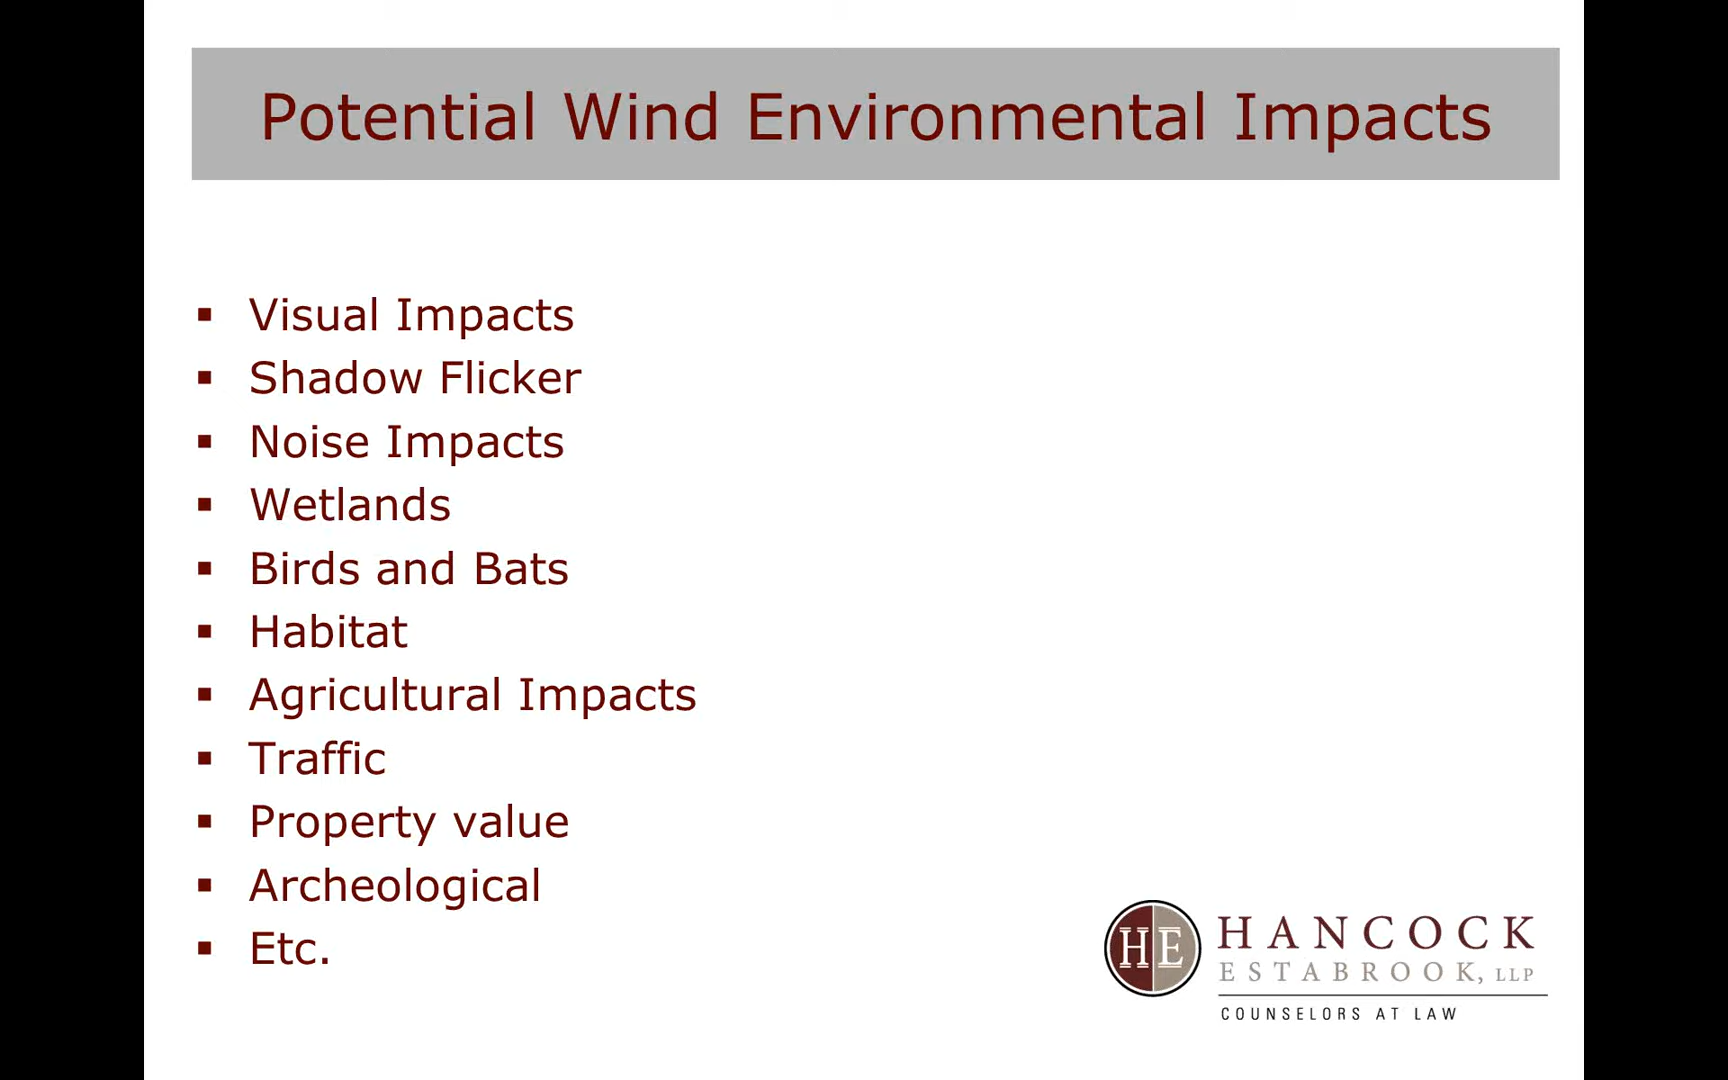 Potential Wind Environmental Impacts
▪ Visual Impacts
▪ Shadow Flicker
▪ Noise Impacts
▪ Wetlands
▪ Birds and Bats
▪ Habitat
▪ Agricultural Impacts
▪ Traffic
▪ Property value
▪ Archeological
▪ Etc.
HE
HANCOCK
ESTABROOK, LLP
COUNSELORS AT LAW